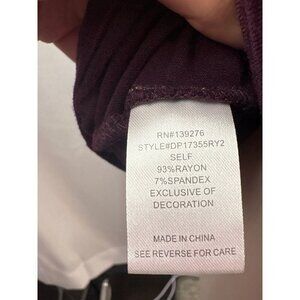 RN#139276
STYLE#DP17355RY2
SELF
93%RAYON
7%SPANDEX
EXCLUSIVE OF
DECORATION
MADE IN CHINA
SEE REVERSE FOR CARE